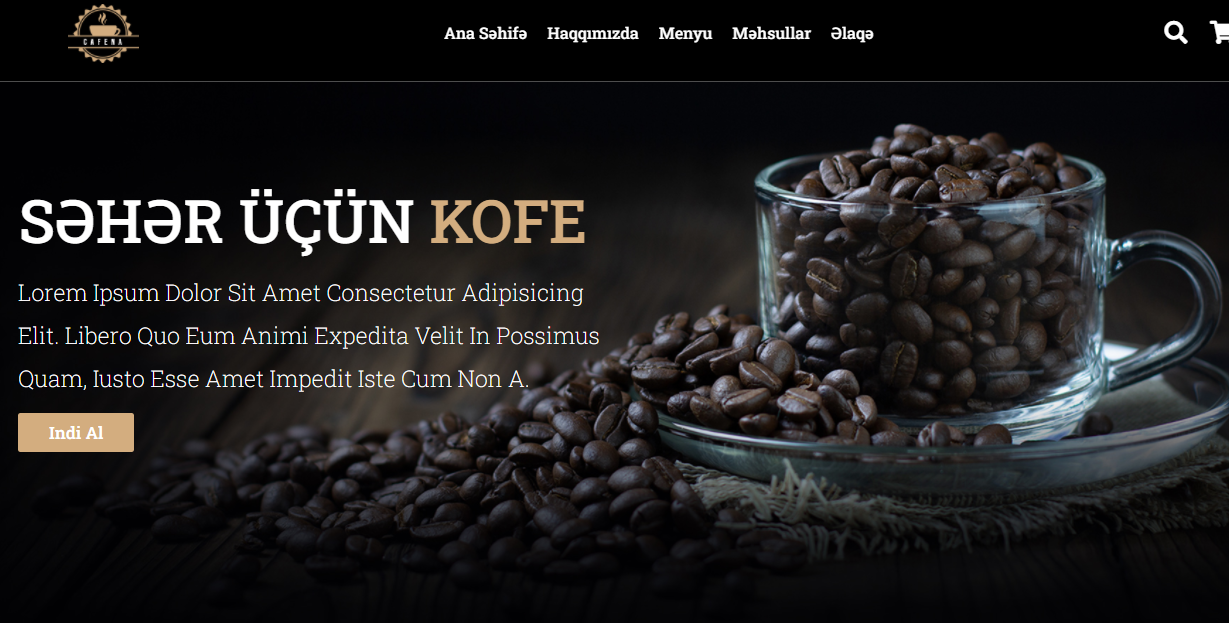 CAFENA
Ana Səhifə Haqqımızda Menyu Məhsullar Əlaqə
SƏHƏR ÜÇÜN KOFE
Lorem Ipsum Dolor Sit Amet Consectetur Adipisicing
Elit. Libero Quo Eum Animi Expedita Velit In Possimus
Quam, Iusto Esse Amet Impedit Iste Cum Non A.
Indi Al